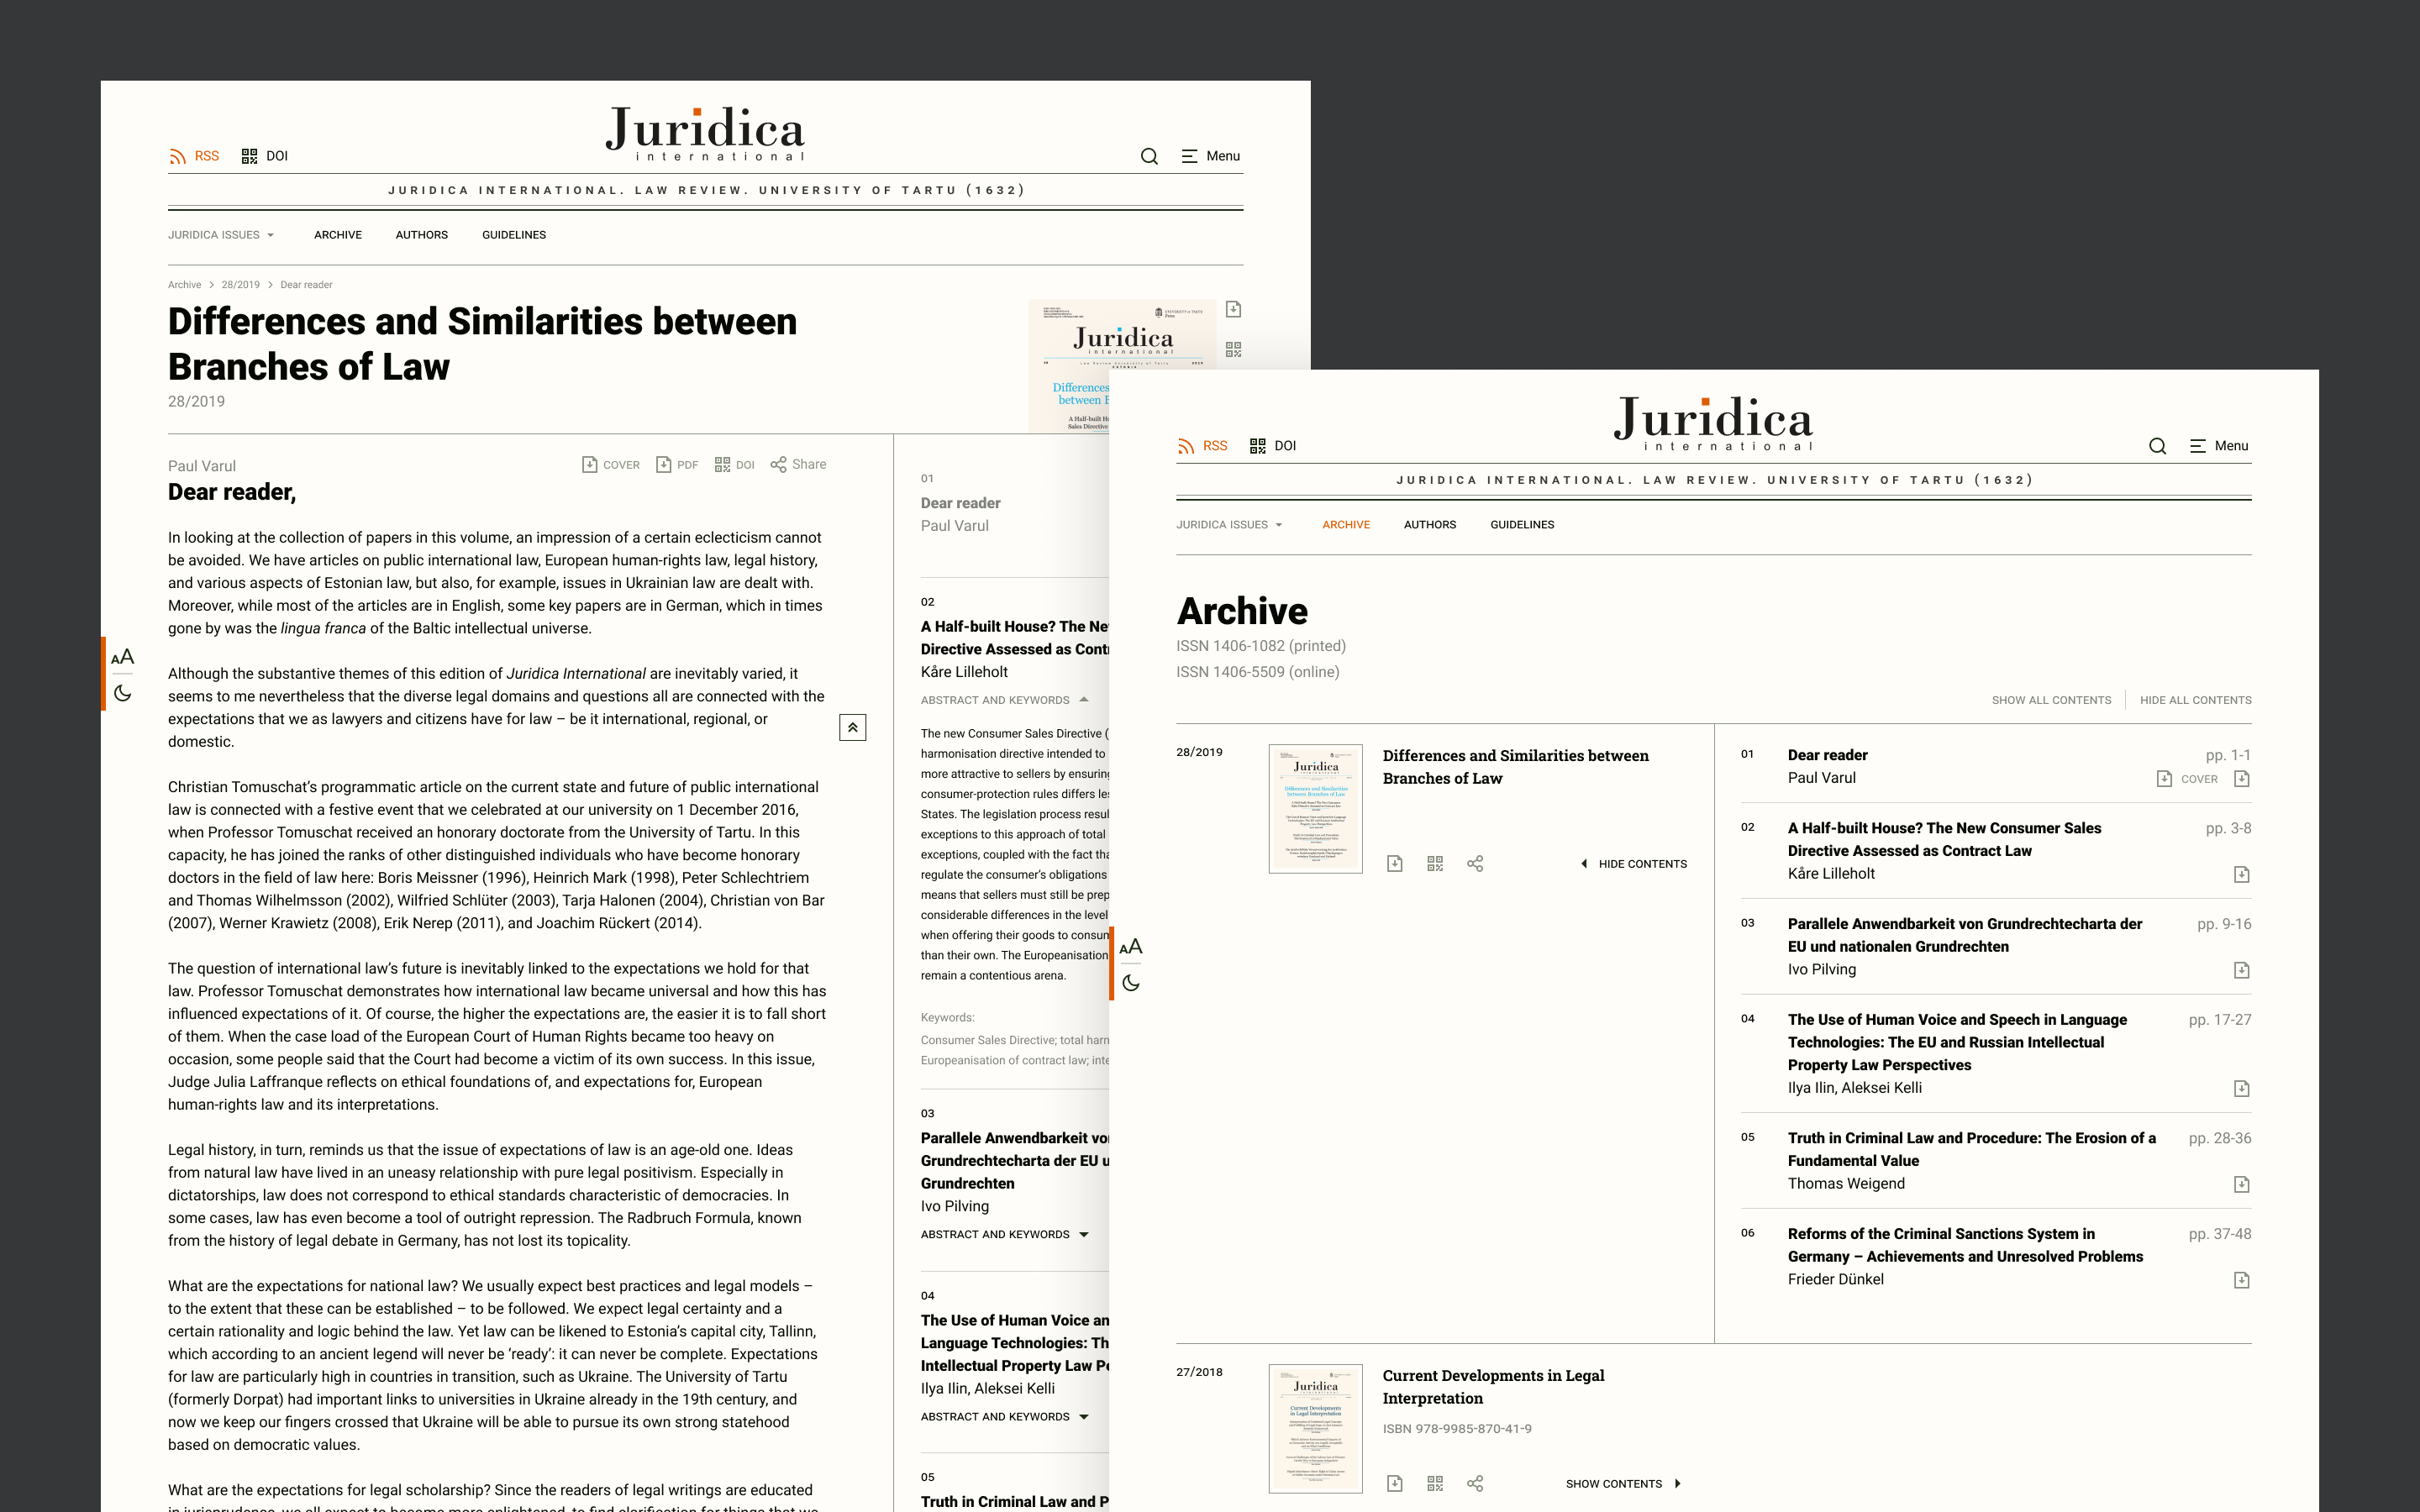 Juridica
international
RSS
DOI
Menu
JURIDICA INTERNATIONAL. LAW REVIEW. UNIVERSITY OF TARTU (1632)
JURIDICA ISSUES
ARCHIVE
AUTHORS
GUIDELINES
Archive > 28/2019 > Dear reader
Differences and Similarities between
Branches of Law
28/2019
Juridica
international
Differences
between
A Half-built
Sales Directive
Paul Varul
COVER
PDF
DOI
Share
Dear reader,
In looking at the collection of papers in this volume, an impression of a certain eclecticism cannot
be avoided. We have articles on public international law, European human-rights law, legal history,
and various aspects of Estonian law, but also, for example, issues in Ukrainian law are dealt with.
Moreover, while most of the articles are in English, some key papers are in German, which in times
gone by was the lingua franca of the Baltic intellectual universe.
Although the substantive themes of this edition of Juridica International are inevitably varied, it
seems to me nevertheless that the diverse legal domains and questions all are connected with the
expectations that we as lawyers and citizens have for law – be it international, regional, or
domestic.
Christian Tomuschat's programmatic article on the current state and future of public international
law is connected with a festive event that we celebrated at our university on 1 December 2016,
when Professor Tomuschat received an honorary doctorate from the University of Tartu. In this
capacity, he has joined the ranks of other distinguished individuals who have become honorary
doctors in the field of law here: Boris Meissner (1996), Heinrich Mark (1998), Peter Schlechtriem
and Thomas Wilhelmsson (2002), Wilfried Schlüter (2003), Tarja Halonen (2004), Christian von Bar
(2007), Werner Krawietz (2008), Erik Nerep (2011), and Joachim Rückert (2014).
The question of international law's future is inevitably linked to the expectations we hold for that
law. Professor Tomuschat demonstrates how international law became universal and how this has
influenced expectations of it. Of course, the higher the expectations are, the easier it is to fall short
of them. When the case load of the European Court of Human Rights became too heavy on
occasion, some people said that the Court had become a victim of its own success. In this issue,
Judge Julia Laffranque reflects on ethical foundations of, and expectations for, European
human-rights law and its interpretations.
Legal history, in turn, reminds us that the issue of expectations of law is an age-old one. Ideas
from natural law have lived in an uneasy relationship with pure legal positivism. Especially in
dictatorships, law does not correspond to ethical standards characteristic of democracies. In
some cases, law has even become a tool of outright repression. The Radbruch Formula, known
from the history of legal debate in Germany, has not lost its topicality.
What are the expectations for national law? We usually expect best practices and legal models –
to the extent that these can be established – to be followed. We expect legal certainty and a
certain rationality and logic behind the law. Yet law can be likened to Estonia's capital city, Tallinn,
which according to an ancient legend will never be 'ready': it can never be complete. Expectations
for law are particularly high in countries in transition, such as Ukraine. The University of Tartu
(formerly Dorpat) had important links to universities in Ukraine already in the 19th century, and
now we keep our fingers crossed that Ukraine will be able to pursue its own strong statehood
based on democratic values.
What are the expectations for legal scholarship? Since the readers of legal writings are educated
AA
01
Dear reader
Paul Varul
02
A Half-built House? The
Directive Assessed as
Kåre Lilleholt
ABSTRACT AND KEYWORDS
The new Consumer Sales Directive (
harmonisation directive intended to
more attractive to sellers by ensuring
consumer-protection rules differs
States. The legislation process
exceptions to this approach of total
exceptions, coupled with the fact
regulate the consumer's obligations
means that sellers must still be
considerable differences in the level
when offering their goods to
than their own. The Europeanisation
remain a contentious arena.
Keywords:
Consumer Sales Directive; total
Europeanisation of contract law;
03
Parallele Anwendbarkeit
Grundrechtecharta der EU
Grundrechten
Ivo Pilving
ABSTRACT AND KEYWORDS
04
The Use of Human Voice
Language Technologies:
Intellectual Property Law
Ilya Ilin, Aleksei Kelli
ABSTRACT AND KEYWORDS
05
Truth in Criminal Law and P
Juridica
international
RSS
DOI
Menu
JURIDICA INTERNATIONAL. LAW REVIEW. UNIVERSITY OF TARTU (1632)
JURIDICA ISSUES
ARCHIVE
AUTHORS
GUIDELINES
Archive
ISSN 1406-1082 (printed)
ISSN 1406-5509 (online)
SHOW ALL CONTENTS
HIDE ALL CONTENTS
AA
28/2019
Juridica
Differences and Similarities
between Branches of Law
Differences and Similarities between
Branches of Law
HIDE CONTENTS
01
Dear reader
pp. 1-1
Paul Varul
COVER
02
A Half-built House? The New Consumer Sales
pp. 3-8
Directive Assessed as Contract Law
Kåre Lilleholt
03
Parallele Anwendbarkeit von Grundrechtecharta der
pp. 9-16
EU und nationalen Grundrechten
Ivo Pilving
04
The Use of Human Voice and Speech in Language
pp. 17-27
Technologies: The EU and Russian Intellectual
Property Law Perspectives
Ilya Ilin, Aleksei Kelli
05
Truth in Criminal Law and Procedure: The Erosion of a
pp. 28-36
Fundamental Value
Thomas Weigend
06
Reforms of the Criminal Sanctions System in
pp. 37-48
Germany – Achievements and Unresolved Problems
Frieder Dünkel
27/2018
Juridica
Current Developments
in Legal Interpretation
Current Developments in Legal
Interpretation
ISBN 978-9985-870-41-9
SHOW CONTENTS